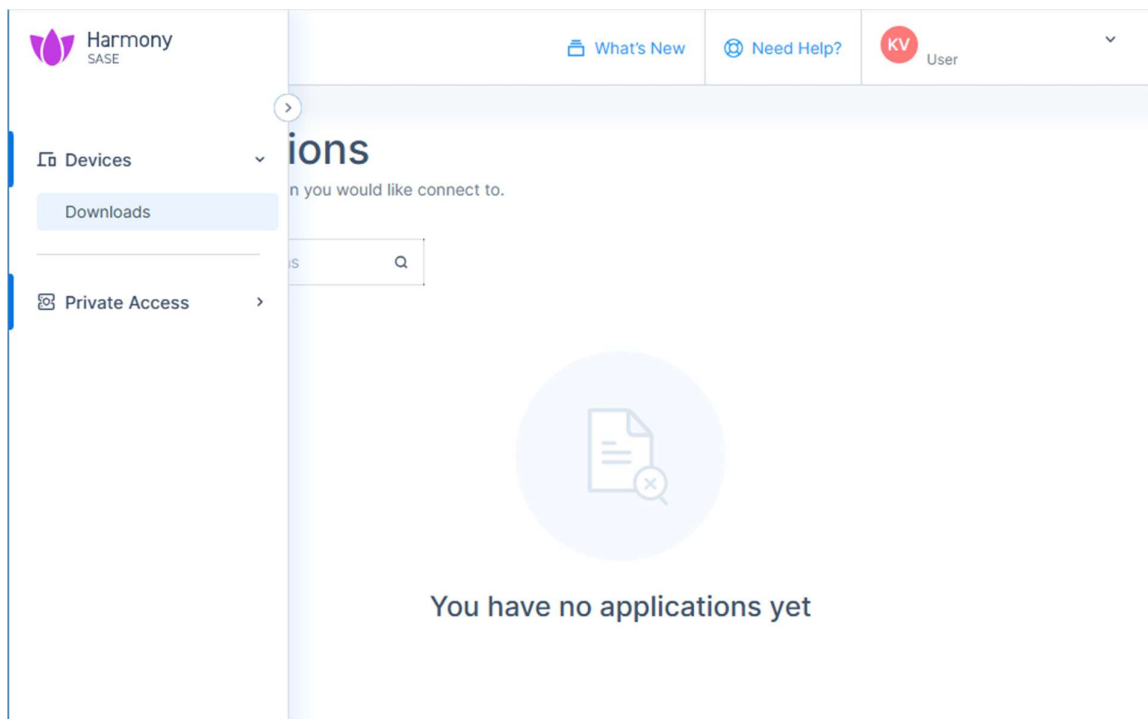 Harmony
SASE
What's New
Need Help?
KV
User
Devices
Downloads
Private Access
ions
n you would like connect to.
You have no applications yet